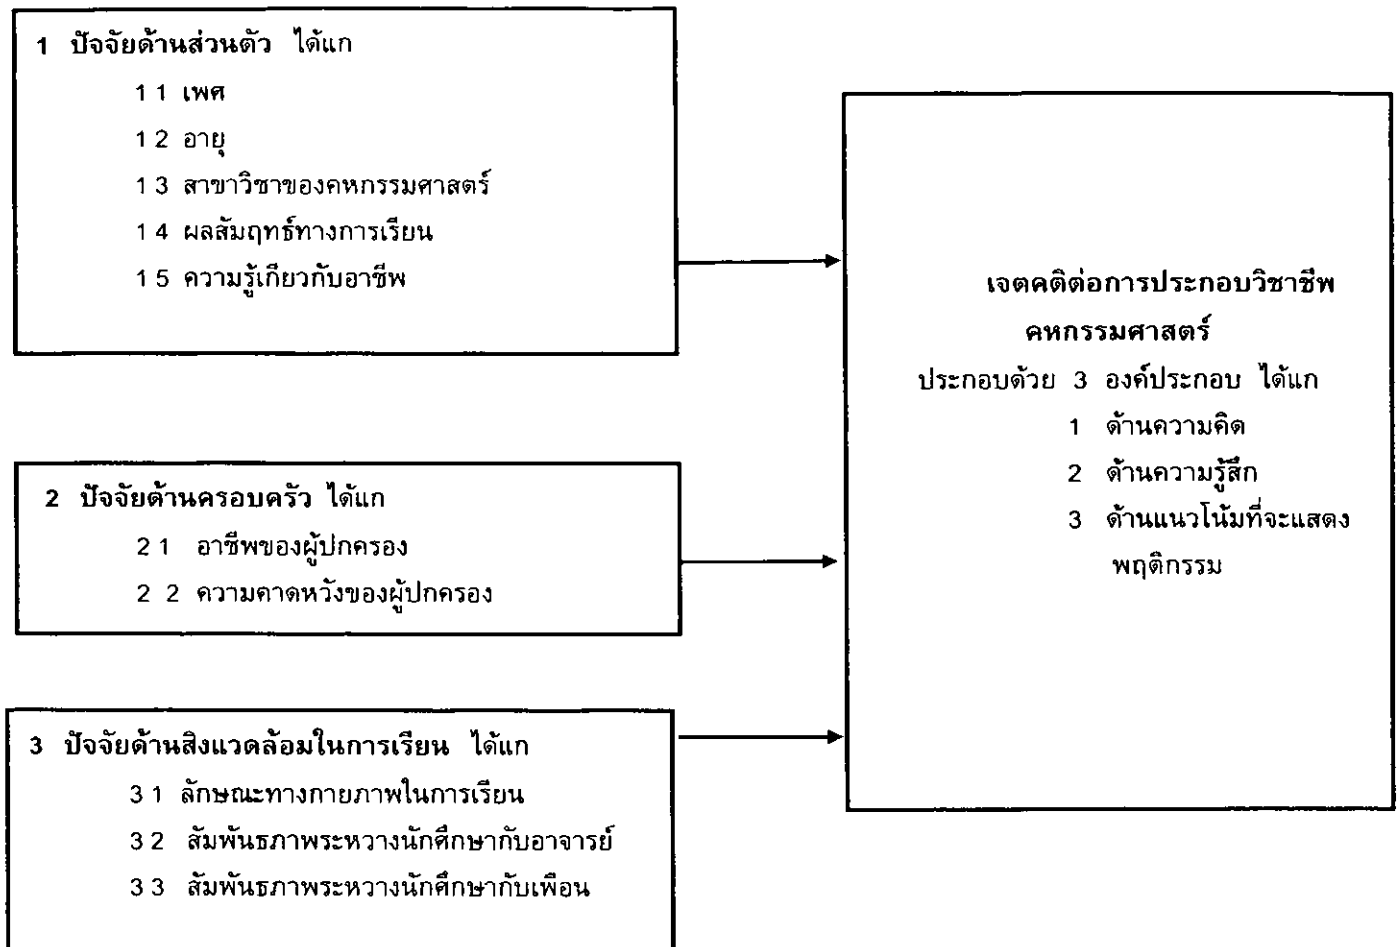 1 ปัจจัยด้านส่วนตัว ได้แก
1 1 เพศ
1 2 อายุ
1 3 สาขาวิชาของคหกรรมศาสตร์
1 4 ผลสัมฤทธ์ทางการเรียน
1 5 ความรู้เกียวกับอาชีพ
2 ปัจจัยด้านครอบครัว ได้แก
2 1 อาชีพของผู้ปกครอง
2 2 ความคาดหวังของผู้ปกครอง
3 ปัจจัยด้านสิงแวดล้อมในการเรียน ได้แก
3 1 ลักษณะทางกายภาพในการเรียน
3 2 สัมพันธภาพระหวางนักศึกษากับอาจารย์
3 3 สัมพันธภาพระหวางนักศึกษากับเพือน
เจตคติต่อการประกอบวิชาชีพ
คหกรรมศาสตร์
ประกอบด้วย 3 องค์ประกอบ ได้แก
1 ด้านความคิด
2 ด้านความรู้สึก
3 ด้านแนวโน้มที่จะแสดง
พฤติกรรม